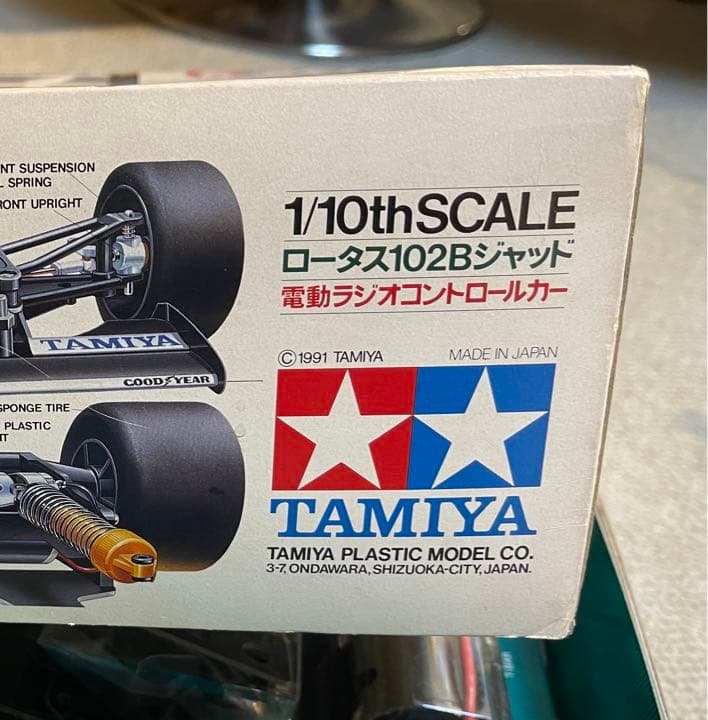 NT SUSPENSION
SPRING
RONT UPRIGHT
1/10thSCALE
ロータス102Bジャッド
電動ラジオコントロールカー
TAMIYA
GOODYEAR
©1991 TAMIYA
MADE IN JAPAN
SPONGE TIRE
PLASTIC
TAMIYA
TAMIYA PLASTIC MODEL CO.
3-7, ONDAWARA, SHIZUOKA-CITY, JAPAN.